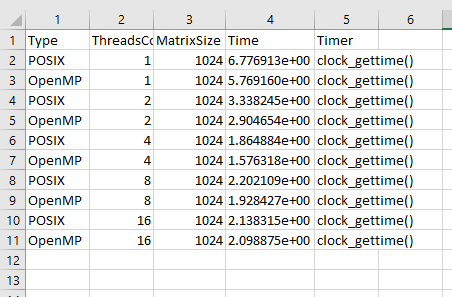 1 2 3 4 5 6
1 Type ThreadsCo MatrixSize Time Timer
2 POSIX 1 1024 6.776913e+00 clock_gettime()
3 OpenMP 1 1024 5.769160e+00 clock_gettime()
4 POSIX 2 1024 3.338245e+00 clock_gettime()
5 OpenMP 2 1024 2.904654e+00 clock_gettime()
6 POSIX 4 1024 1.864884e+00 clock_gettime()
7 OpenMP 4 1024 1.576318e+00 clock_gettime()
8 POSIX 8 1024 2.202109e+00 clock_gettime()
9 OpenMP 8 1024 1.928427e+00 clock_gettime()
10 POSIX 16 1024 2.138315e+00 clock_gettime()
11 OpenMP 16 1024 2.098875e+00 clock_gettime()
12
13